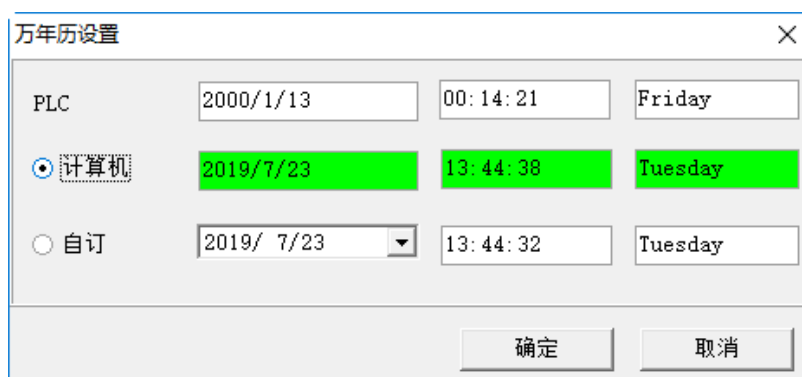 万年历设置
PLC 2000/1/13 00:14:21 Friday
计算机 2019/7/23 13:44:38 Tuesday
自订 2019/ 7/23 13:44:32 Tuesday
确定 取消